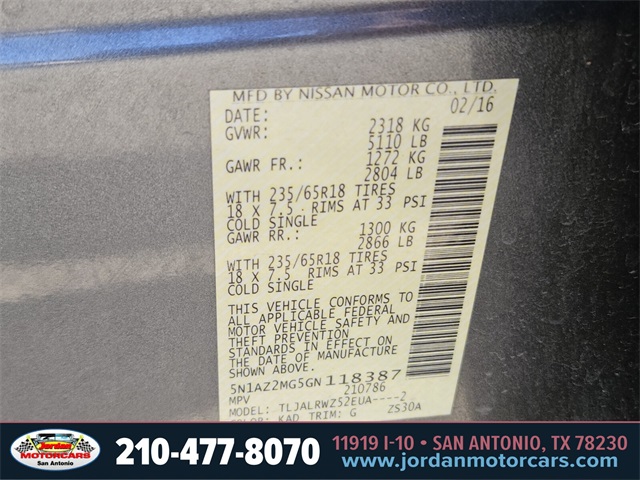 MFD BY NISSAN MOTOR CO., LTD.
DATE: 02/16
GVWR: 2318 KG
5110 LB
GAWR FR.: 1272 KG
2804 LB
WITH 235/65R18 TIRES
18 X 7.5 RIMS AT 33 PSI
COLD SINGLE
GAWR RR.: 1300 KG
2866 LB
WITH 235/65R18 TIRES
18 X 7.5 RIMS AT 33 PSI
COLD SINGLE
THIS VEHICLE CONFORMS TO
ALL APPLICABLE FEDERAL
MOTOR VEHICLE SAFETY AND
THEFT PREVENTION
STANDARDS IN EFFECT ON
THE DATE OF MANUFACTURE
SHOWN ABOVE.
5N1AZ2MG5GN118387
MPV 210786
MODEL: TLJALRWZ52EUA----2
COLOR: KAD TRIM: G ZS30A
Jordan
MOTORCARS
San Antonio
210-477-8070
11919 I-10 • SAN ANTONIO, TX 78230
www.jordanmotorcars.com